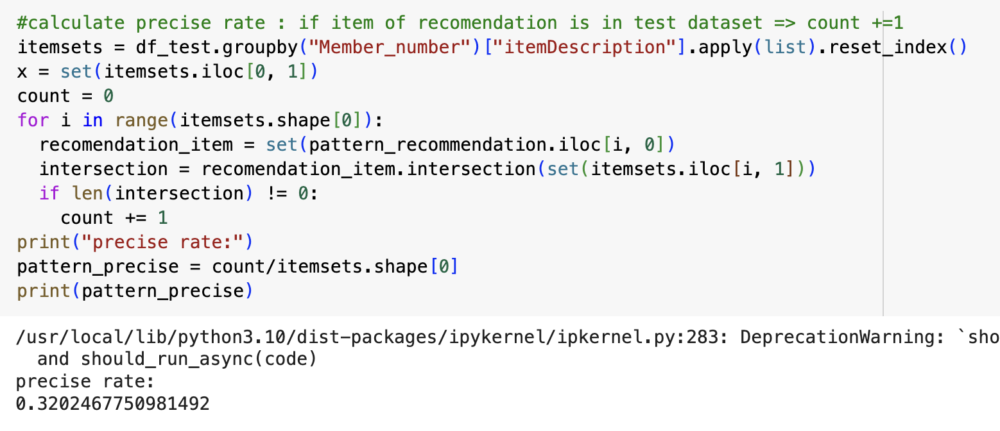 #calculate precise rate : if item of recomendation is in test dataset => count +=1
itemsets = df_test.groupby("Member_number")["itemDescription"].apply(list).reset_index()
x = set(itemsets.iloc[0, 1])
count = 0
for i in range(itemsets.shape[0]):
  recomendation_item = set(pattern_recommendation.iloc[i, 0])
  intersection = recomendation_item.intersection(set(itemsets.iloc[i, 1]))
  if len(intersection) != 0:
    count += 1
print("precise rate:")
pattern_precise = count/itemsets.shape[0]
print(pattern_precise)
/usr/local/lib/python3.10/dist-packages/ipykernel/ipkernel.py:283: DeprecationWarning: `sho
  and should_run_async(code)
precise rate:
0.3202467750981492